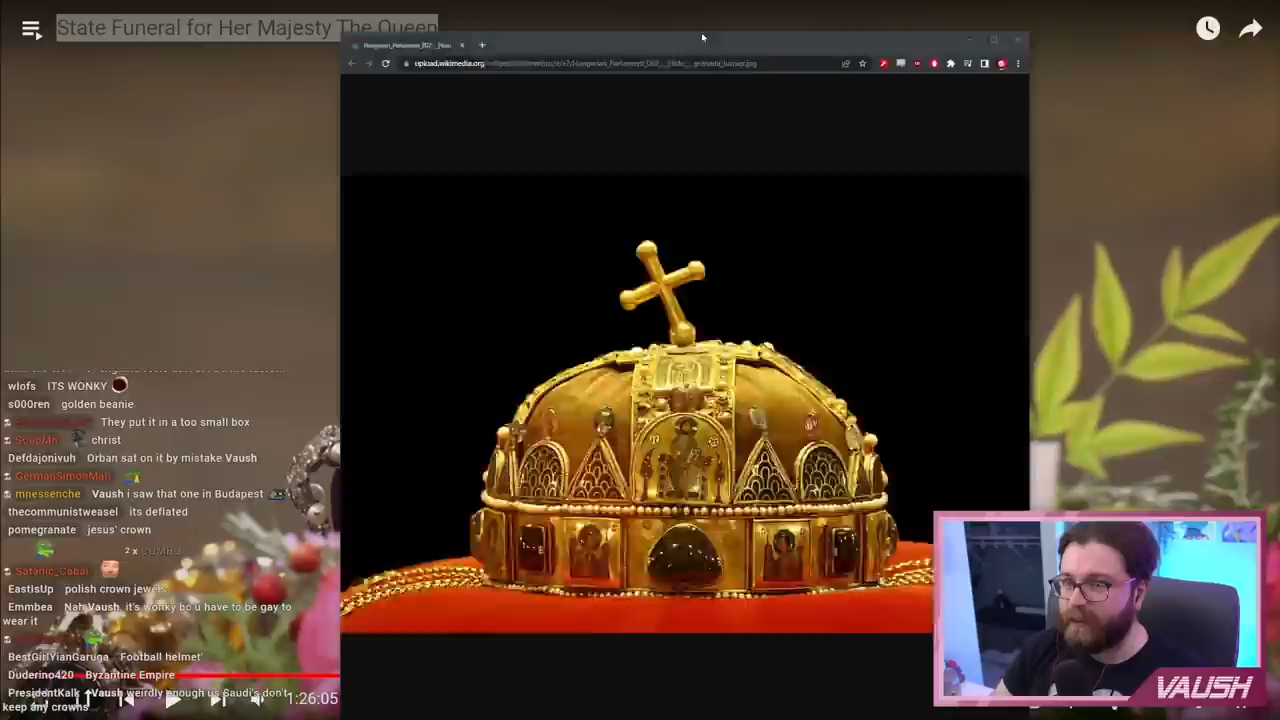 State Funeral for Her Majesty The Queen
upload.wikimedia.org
wlofs ITS WONKY
s000ren golden beanie
They put it in a too small box
SoupMn christ
Defdajonivuh Orban sat on it by mistake Vaush
GermanSimonMan
mnessenche Vaush i saw that one in Budapest
thecommunistweasel its deflated
pomegranate jesus' crown
2 x COMBO
Satanic_Cabal
EastIsUp polish crown jewels
Emmbea Nah Vaush, it's wonky bc u have to be gay to
wear it
BestGirlYianGaruga Football helmet
Duderino420 Byzantine Empire
PresidentKalk Vaush weirdly enough us Saudi's don't
keep any crowns
1:26:05
VAUSH